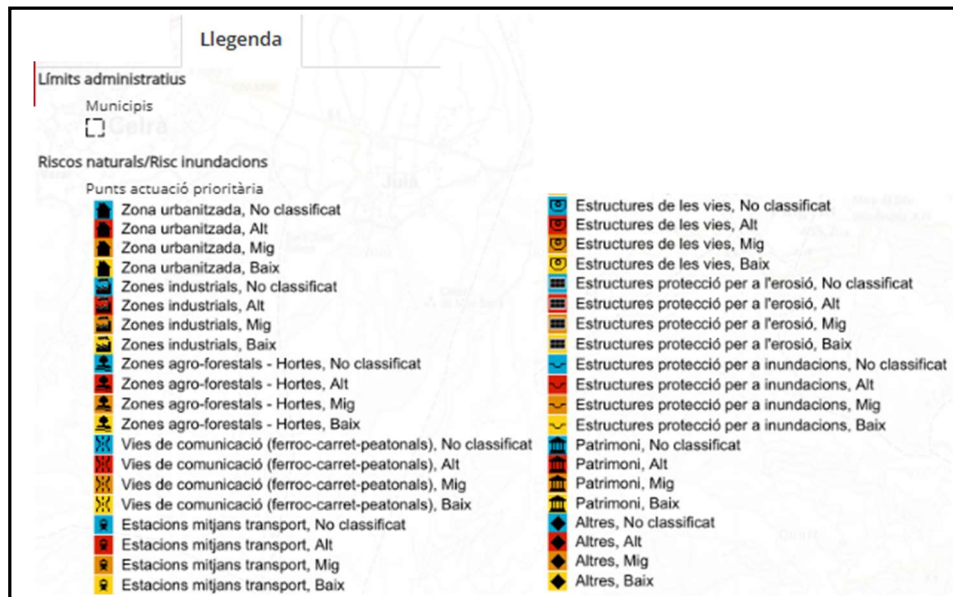 Llegenda
Límits administratius
Municipis
Celrà
Riscos naturals/Risc inundacions
Juià
Punts actuació prioritària
Zona urbanitzada, No classificat
Zona urbanitzada, Alt
Zona urbanitzada, Mig
Zona urbanitzada, Baix
Zones industrials, No classificat
Zones industrials, Alt
Zones industrials, Mig
Zones industrials, Baix
Zones agro-forestals - Hortes, No classificat
Zones agro-forestals - Hortes, Alt
Zones agro-forestals - Hortes, Mig
Zones agro-forestals - Hortes, Baix
Vies de comunicació (ferroc-carret-peatonals), No classificat
Vies de comunicació (ferroc-carret-peatonals), Alt
Vies de comunicació (ferroc-carret-peatonals), Mig
Vies de comunicació (ferroc-carret-peatonals), Baix
Estacions mitjans transport, No classificat
Estacions mitjans transport, Alt
Estacions mitjans transport, Mig
Estacions mitjans transport, Baix
Estructures de les vies, No classificat
Estructures de les vies, Alt
Estructures de les vies, Mig
Estructures de les vies, Baix
Estructures protecció per a l'erosió, No classificat
Estructures protecció per a l'erosió, Alt
Estructures protecció per a l'erosió, Mig
Estructures protecció per a l'erosió, Baix
Estructures protecció per a inundacions, No classificat
Estructures protecció per a inundacions, Alt
Estructures protecció per a inundacions, Mig
Estructures protecció per a inundacions, Baix
Patrimoni, No classificat
Patrimoni, Alt
Patrimoni, Mig
Patrimoni, Baix
Altres, No classificat
Altres, Alt
Altres, Mig
Altres, Baix